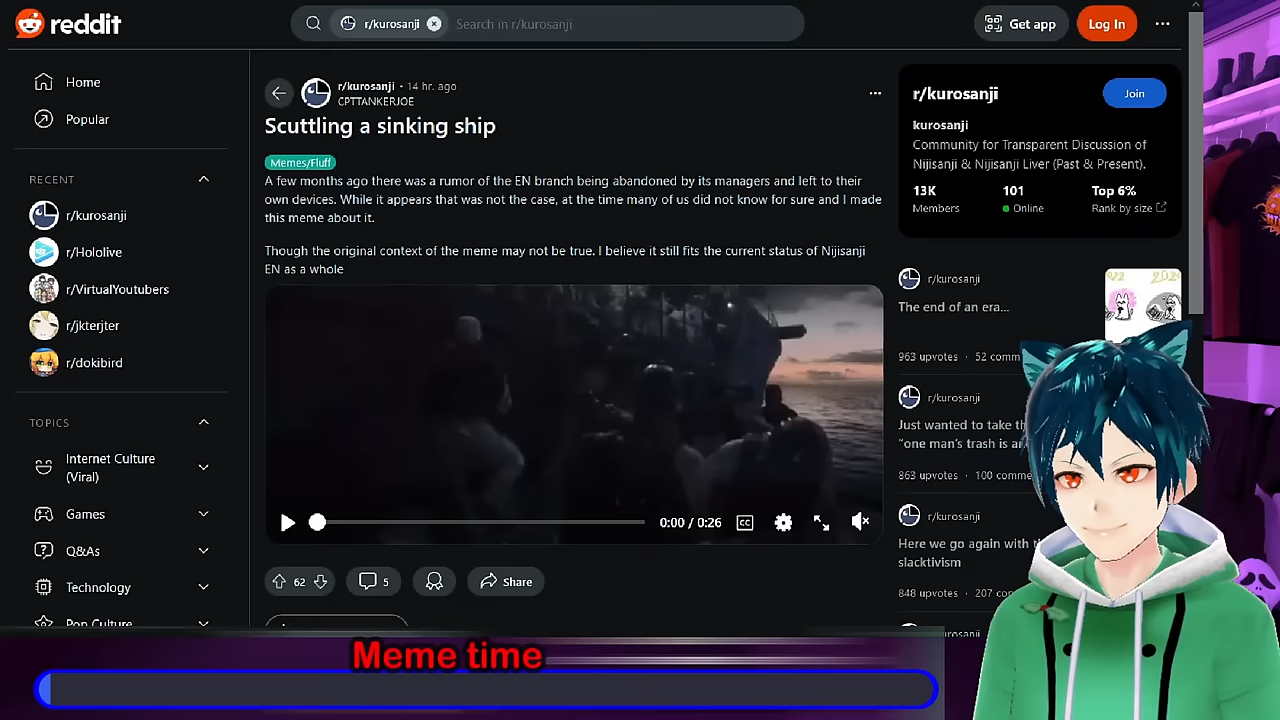 reddit
r/kurosanji
Search in r/kurosanji
Get app
Log In
Home
Popular
RECENT
r/kurosanji
r/Hololive
r/VirtualYoutubers
r/jkterjter
r/dokibird
TOPICS
Internet Culture
(Viral)
Games
Q&As
Technology
Pop Culture
r/kurosanji • 14 hr. ago
CPTTANKERJOE
Scuttling a sinking ship
Memes/Fluff
A few months ago there was a rumor of the EN branch being abandoned by its managers and left to their
own devices. While it appears that was not the case, at the time many of us did not know for sure and I made
this meme about it.
Though the original context of the meme may not be true. I believe it still fits the current status of Nijisanji
EN as a whole
0:00 / 0:26
CC
62
5
Share
r/kurosanji
Join
kurosanji
Community for Transparent Discussion of
Nijisanji & Nijisanji Liver (Past & Present).
13K
101
Top 6%
Members
Online
Rank by size
r/kurosanji
The end of an era...
963 upvotes · 52 comm
r/kurosanji
Just wanted to take th
"one man's trash is an
863 upvotes · 100 comme
r/kurosanji
Here we go again with t
slacktivism
848 upvotes · 207 com
r/kurosanji
Meme time